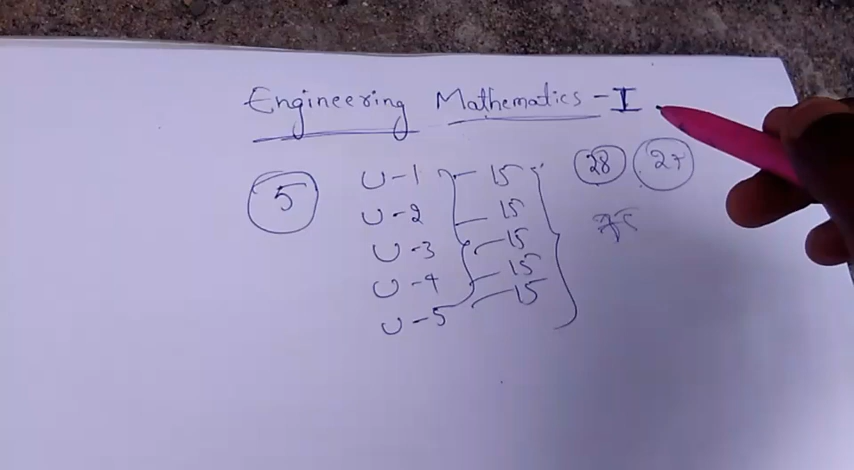 Engineering Mathematics - I
5
28 27
U-1 15
U-2 15
U-3 15
U-4 15
U-5 15
75